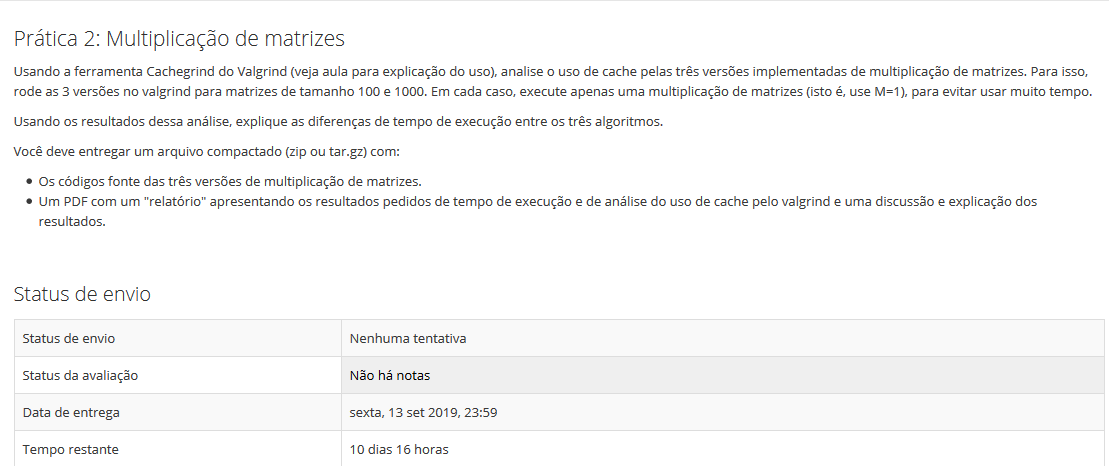 Prática 2: Multiplicação de matrizes
Usando a ferramenta Cachegrind do Valgrind (veja aula para explicação do uso), analise o uso de cache pelas três versões implementadas de multiplicação de matrizes. Para isso,
rode as 3 versões no valgrind para matrizes de tamanho 100 e 1000. Em cada caso, execute apenas uma multiplicação de matrizes (isto é, use M=1), para evitar usar muito tempo.
Usando os resultados dessa análise, explique as diferenças de tempo de execução entre os três algoritmos.
Você deve entregar um arquivo compactado (zip ou tar.gz) com:
• Os códigos fonte das três versões de multiplicação de matrizes.
• Um PDF com um "relatório" apresentando os resultados pedidos de tempo de execução e de análise do uso de cache pelo valgrind e uma discussão e explicação dos
resultados.
Status de envio
Status de envio Nenhuma tentativa
Status da avaliação Não há notas
Data de entrega sexta, 13 set 2019, 23:59
Tempo restante 10 dias 16 horas